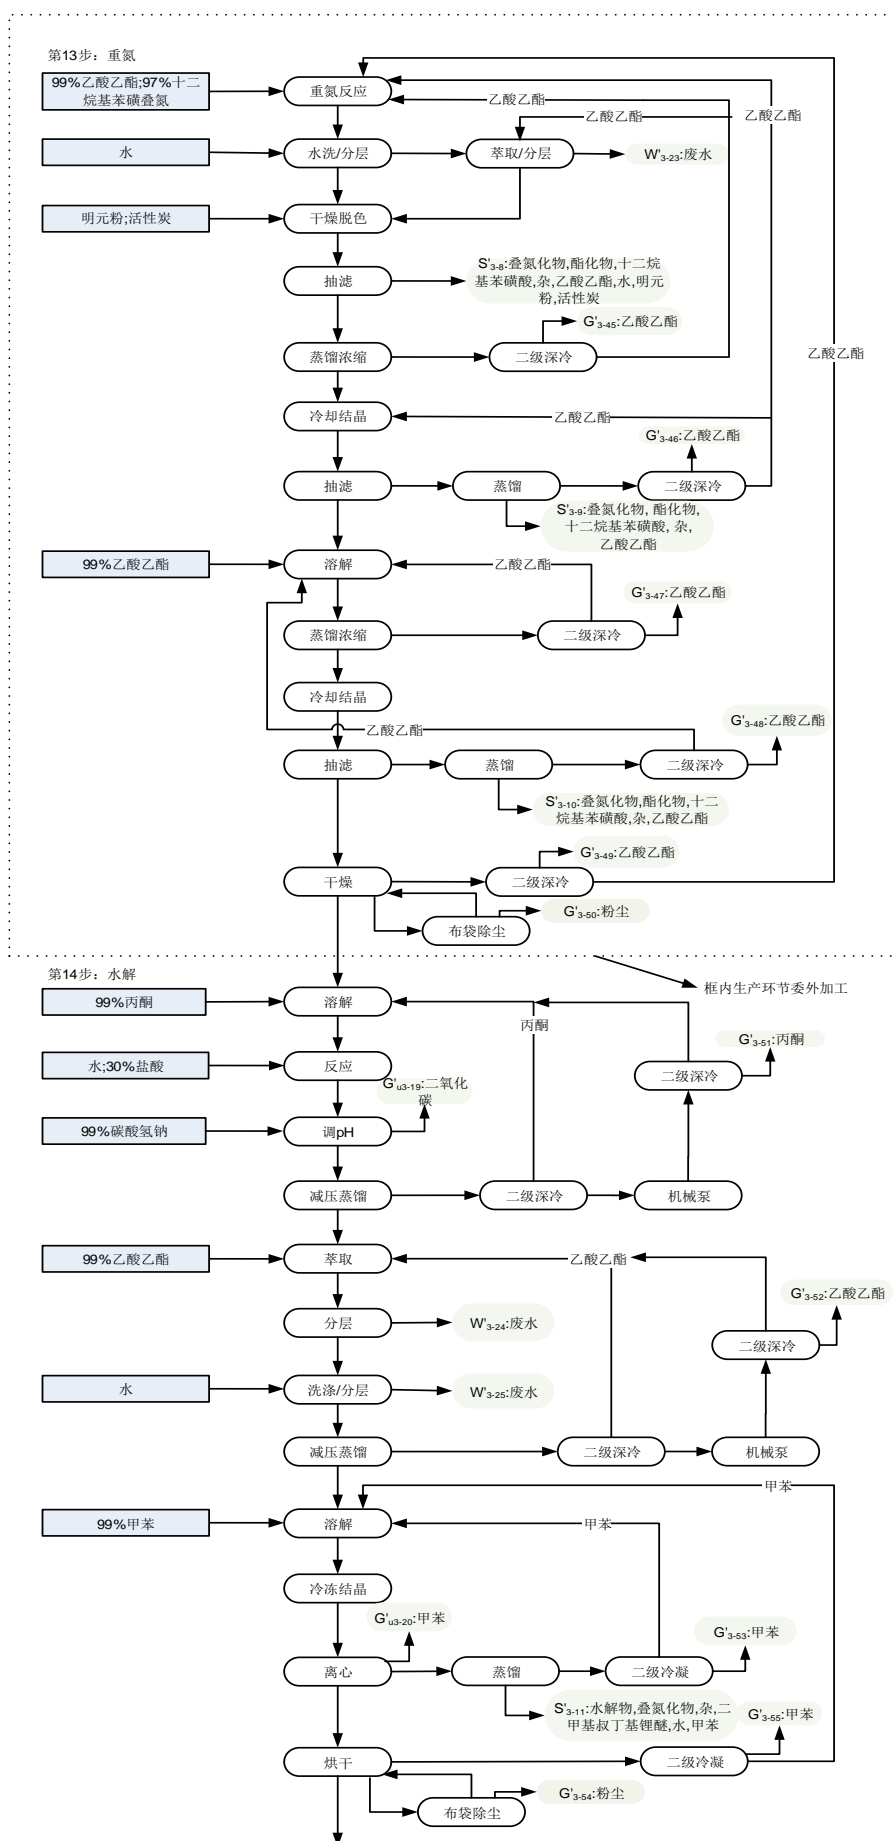 第13步：重氮
99%乙酸乙酯;97%十二
烷基苯磺叠氮
重氮反应
乙酸乙酯
乙酸乙酯
乙酸乙酯
水
水洗/分层
萃取/分层
W'3-23:废水
明元粉;活性炭
干燥脱色
抽滤
S'3-8:叠氮化物,酯化物,十二烷
基苯磺酸,杂,乙酸乙酯,水,明元
粉,活性炭
G'3-45:乙酸乙酯
蒸馏浓缩
二级深冷
乙酸乙酯
冷却结晶
乙酸乙酯
G'3-46:乙酸乙酯
抽滤
蒸馏
二级深冷
S'3-9:叠氮化物, 酯化物,
十二烷基苯磺酸, 杂,
乙酸乙酯
99%乙酸乙酯
溶解
乙酸乙酯
G'3-47:乙酸乙酯
蒸馏浓缩
二级深冷
冷却结晶
乙酸乙酯
G'3-48:乙酸乙酯
抽滤
蒸馏
二级深冷
S'3-10:叠氮化物,酯化物,十二
烷基苯磺酸,杂,乙酸乙酯
G'3-49:乙酸乙酯
干燥
二级深冷
G'3-50:粉尘
布袋除尘
第14步：水解
框内生产环节委外加工
99%丙酮
溶解
丙酮
G'3-51:丙酮
水;30%盐酸
反应
二级深冷
G'u3-19:二氧化
碳
99%碳酸氢钠
调pH
减压蒸馏
二级深冷
机械泵
99%乙酸乙酯
萃取
乙酸乙酯
G'3-52:乙酸乙酯
分层
W'3-24:废水
二级深冷
水
洗涤/分层
W'3-25:废水
减压蒸馏
二级深冷
机械泵
甲苯
99%甲苯
溶解
甲苯
冷冻结晶
G'u3-20:甲苯
G'3-53:甲苯
离心
蒸馏
二级冷凝
S'3-11:水解物,叠氮化物,杂,二
甲基叔丁基锂醚,水,甲苯
G'3-55:甲苯
烘干
二级冷凝
G'3-54:粉尘
布袋除尘